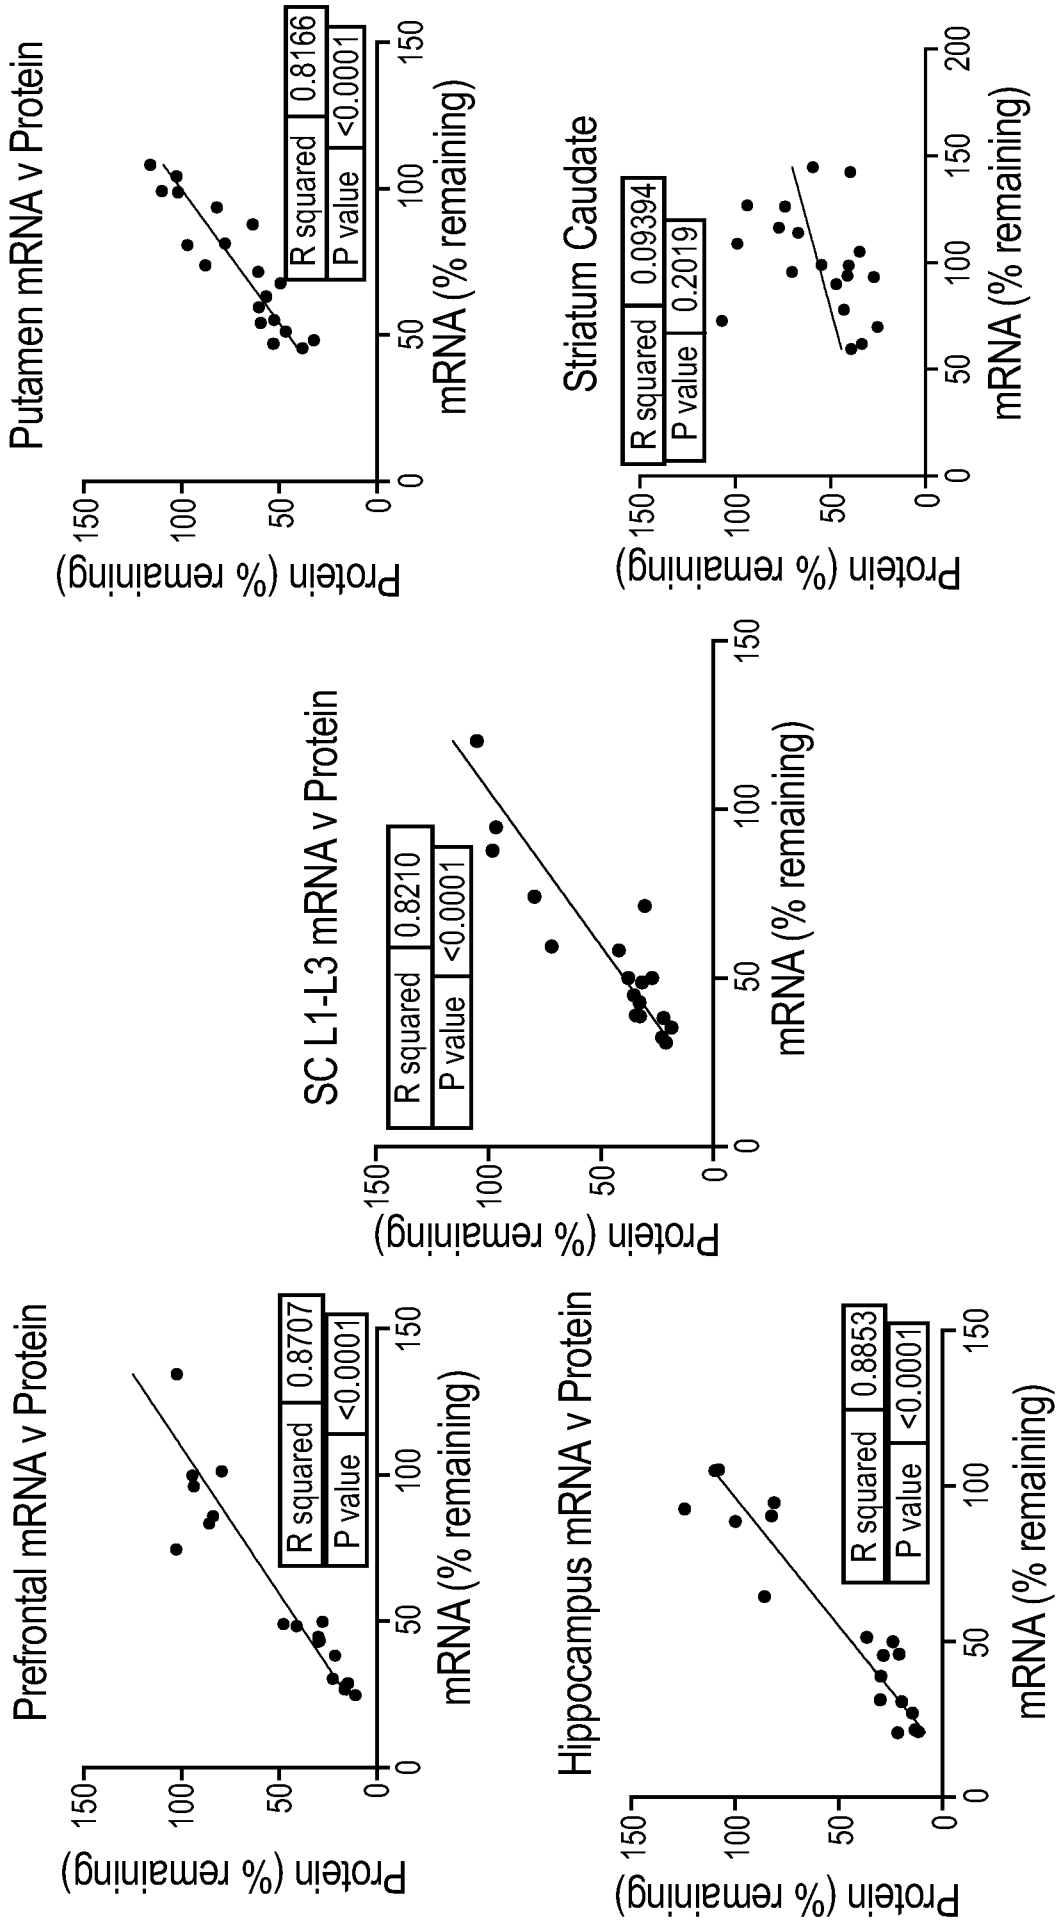 Prefrontal mRNA v Protein
Protein (% remaining)
150
100
50
0
R squared 0.8707
P value <0.0001
0 50 100 150
mRNA (% remaining)
Putamen mRNA v Protein
Protein (% remaining)
150
100
50
0
R squared 0.8166
P value <0.0001
0 50 100 150
mRNA (% remaining)
SC L1-L3 mRNA v Protein
Protein (% remaining)
150
100
50
0
R squared 0.8210
P value <0.0001
0 50 100 150
mRNA (% remaining)
Hippocampus mRNA v Protein
Protein (% remaining)
150
100
50
0
R squared 0.8853
P value <0.0001
0 50 100 150
mRNA (% remaining)
Striatum Caudate
Protein (% remaining)
150
100
50
0
R squared 0.09394
P value 0.2019
0 50 100 150 200
mRNA (% remaining)